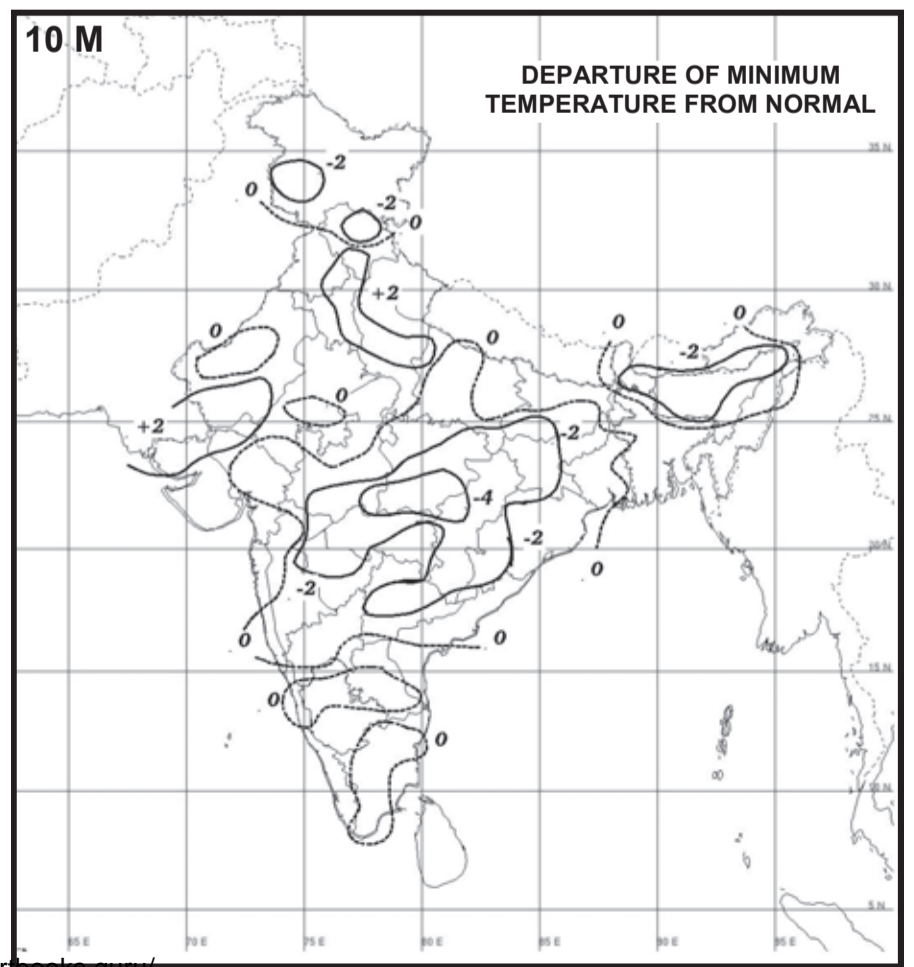 10 M
DEPARTURE OF MINIMUM
TEMPERATURE FROM NORMAL
35 N
-2
0
-2
0
30 N
+2
0
0
0
0
-2
0
+2
25 N
-2
-4
-2
20 N
-2
0
0
0
15 N
0
0
10 N
5 N
65 E
70 E
75 E
80 E
85 E
90 E
95 E